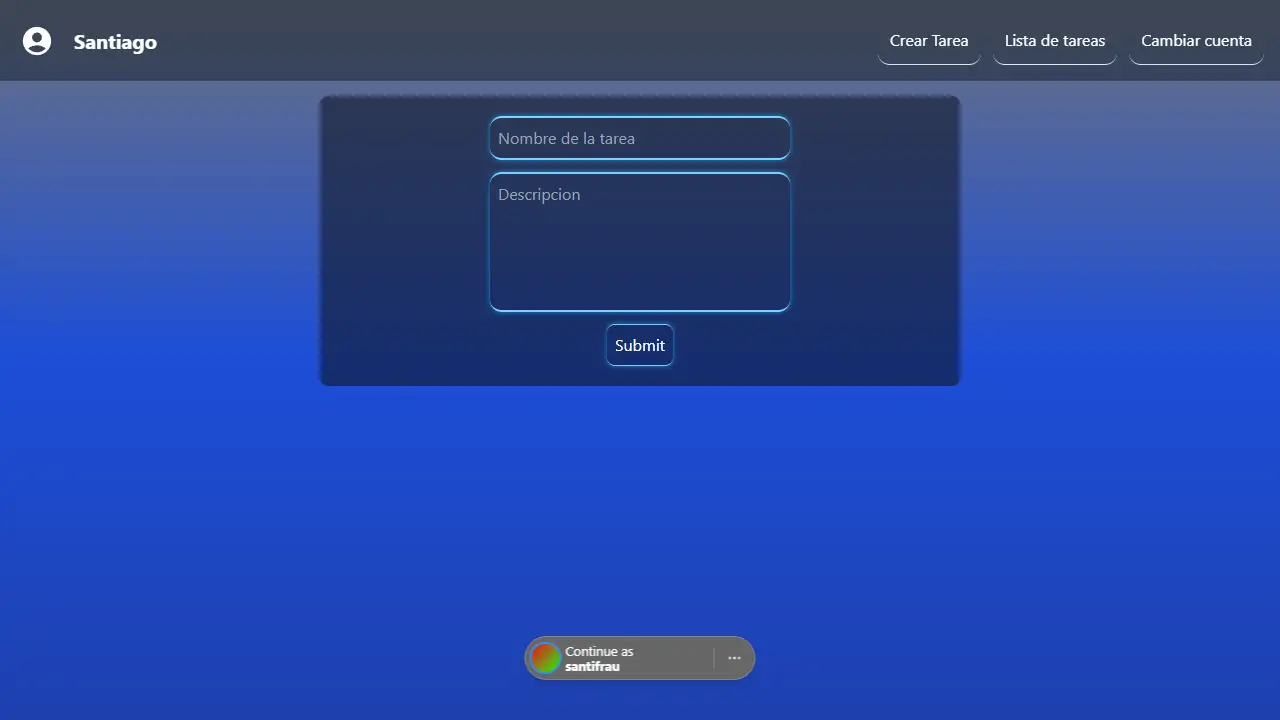 Santiago
Crear Tarea
Lista de tareas
Cambiar cuenta
Nombre de la tarea
Descripcion
Submit
Continue as
santifrau